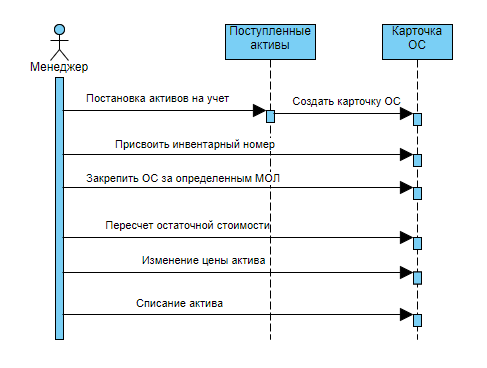 Поступленные
активы
Карточка
ОС
Менеджер
Постановка активов на учет
Создать карточку ОС
Присвоить инвентарный номер
Закрепить ОС за определенным МОЛ
Пересчет остаточной стоимости
Изменение цены актива
Списание актива